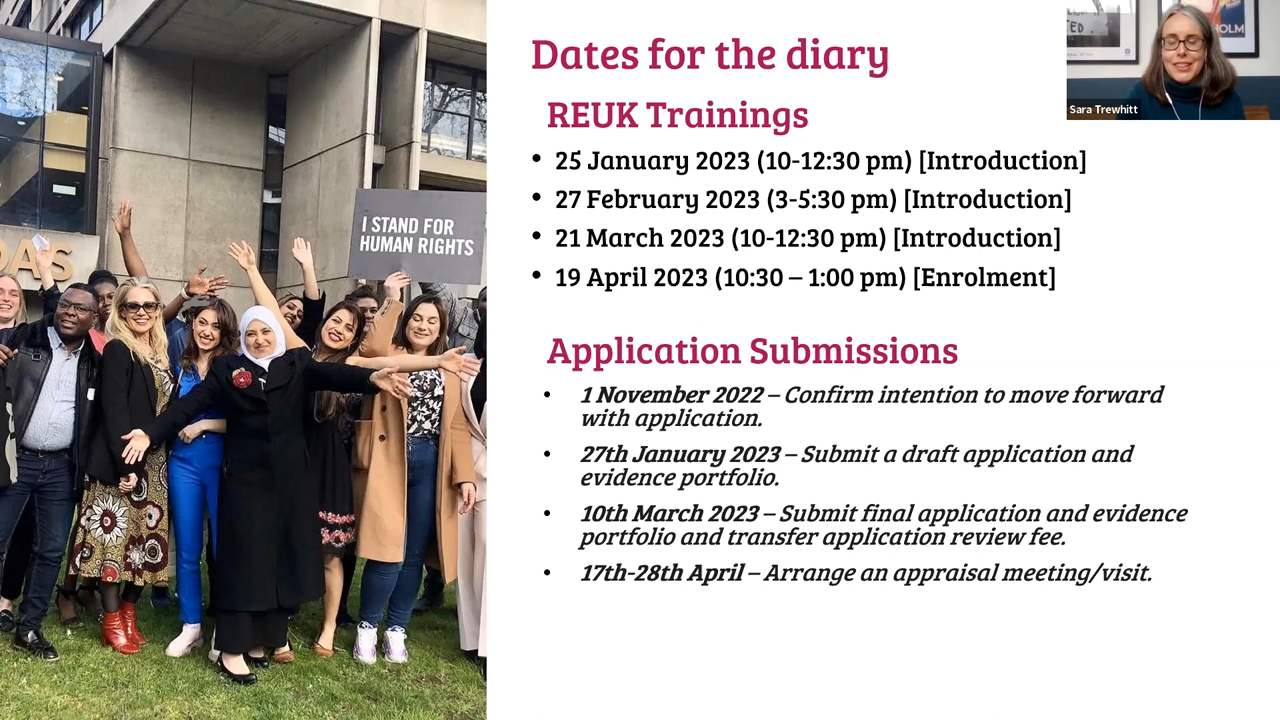 Dates for the diary
REUK Trainings
• 25 January 2023 (10-12:30 pm) [Introduction]
• 27 February 2023 (3-5:30 pm) [Introduction]
• 21 March 2023 (10-12:30 pm) [Introduction]
• 19 April 2023 (10:30 – 1:00 pm) [Enrolment]
Application Submissions
• 1 November 2022 – Confirm intention to move forward
with application.
• 27th January 2023 – Submit a draft application and
evidence portfolio.
• 10th March 2023 – Submit final application and evidence
portfolio and transfer application review fee.
• 17th-28th April – Arrange an appraisal meeting/visit.
Sara Trewhitt
I STAND FOR
HUMAN RIGHTS
OAS